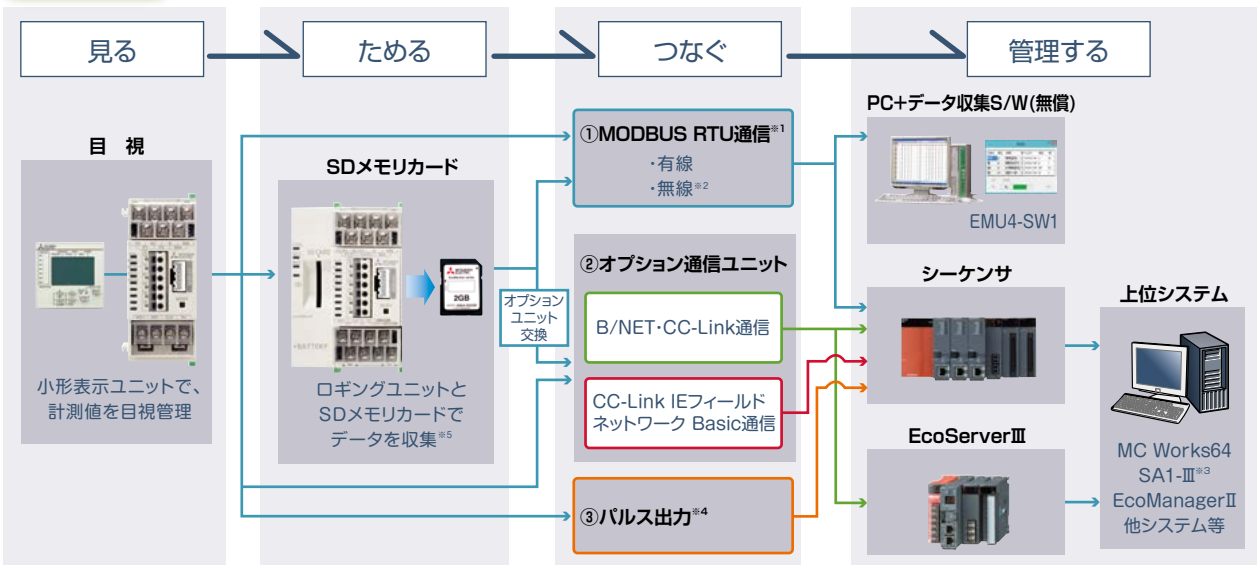 見る
ためる
つなぐ
管理する
目 視
小形表示ユニットで、
計測値を目視管理
SDメモリカード
2GB
ロギングユニットと
SDメモリカードで
データを収集※5
オプション
ユニット
交換
①MODBUS RTU通信※1
・有線
・無線※2
②オプション通信ユニット
B/NET・CC-Link通信
CC-Link IEフィールド
ネットワーク Basic通信
③パルス出力※4
PC+データ収集S/W(無償)
EMU4-SW1
シーケンサ
EcoServerⅢ
上位システム
MC Works64
SA1-Ⅲ※3
EcoManagerⅡ
他システム等